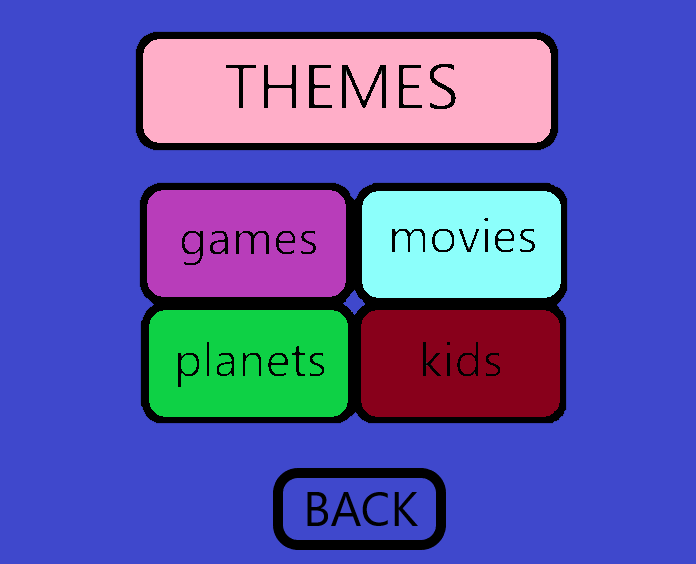 THEMES
games
movies
planets
kids
BACK